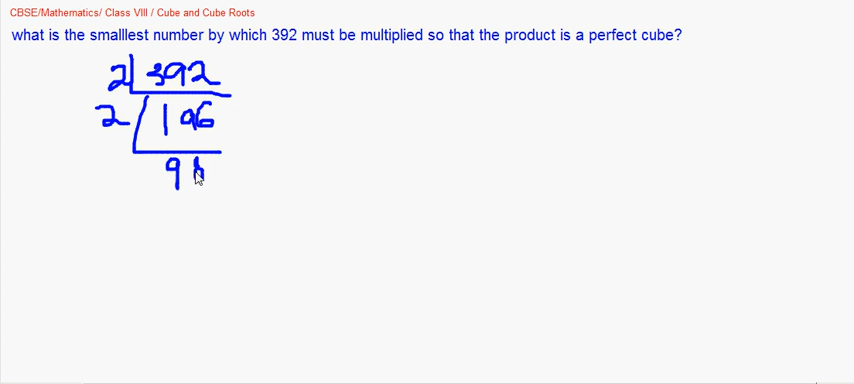 CBSE/Mathematics/ Class VIII / Cube and Cube Roots
what is the smalllest number by which 392 must be multiplied so that the product is a perfect cube?
2 392
2 196
9